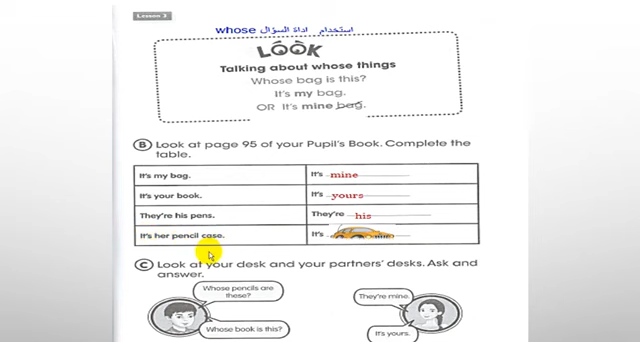 Lesson 3
استخدام اداة السؤال whose
LOOK
Talking about whose things
Whose bag is this?
It's my bag.
OR It's mine bag.
B Look at page 95 of your Pupil's Book. Complete the
table.
It's my bag. It's mine
It's your book. It's yours
They're his pens. They're his
It's her pencil case. It's
C Look at your desk and your partners' desks. Ask and
answer.
Whose pencils are
these?
They're mine.
Whose book is this?
It's yours.